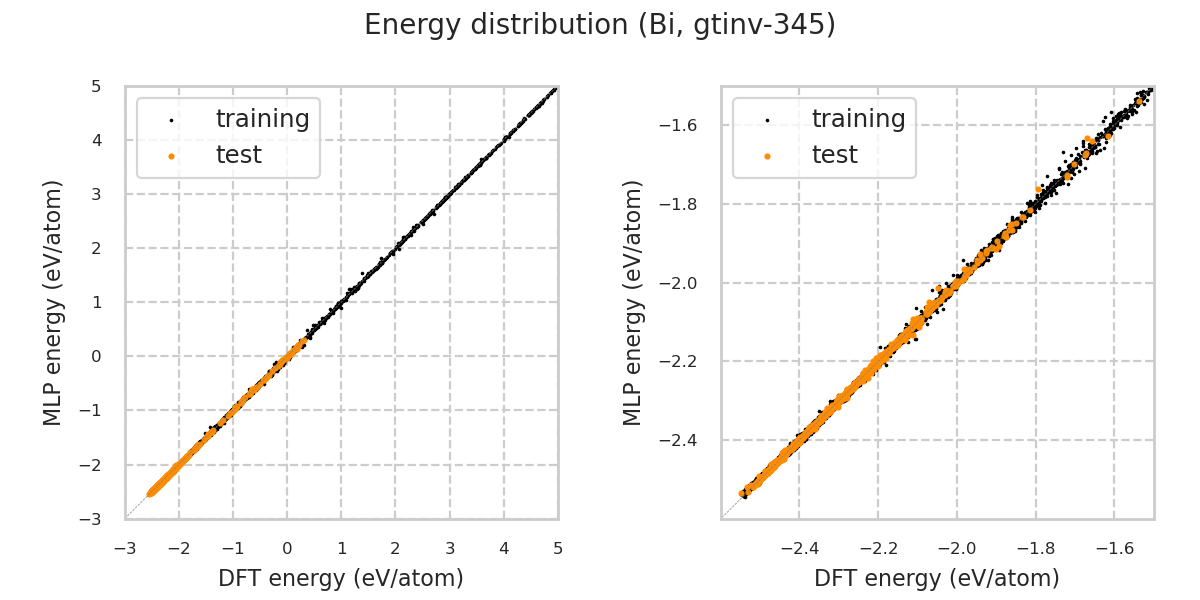 Energy distribution (Bi, gtinv-345)
training
test
MLP energy (eV/atom)
5
4
3
2
1
0
−1
−2
−3
−3 −2 −1 0 1 2 3 4 5
DFT energy (eV/atom)
training
test
MLP energy (eV/atom)
−1.6
−1.8
−2.0
−2.2
−2.4
−2.4 −2.2 −2.0 −1.8 −1.6
DFT energy (eV/atom)